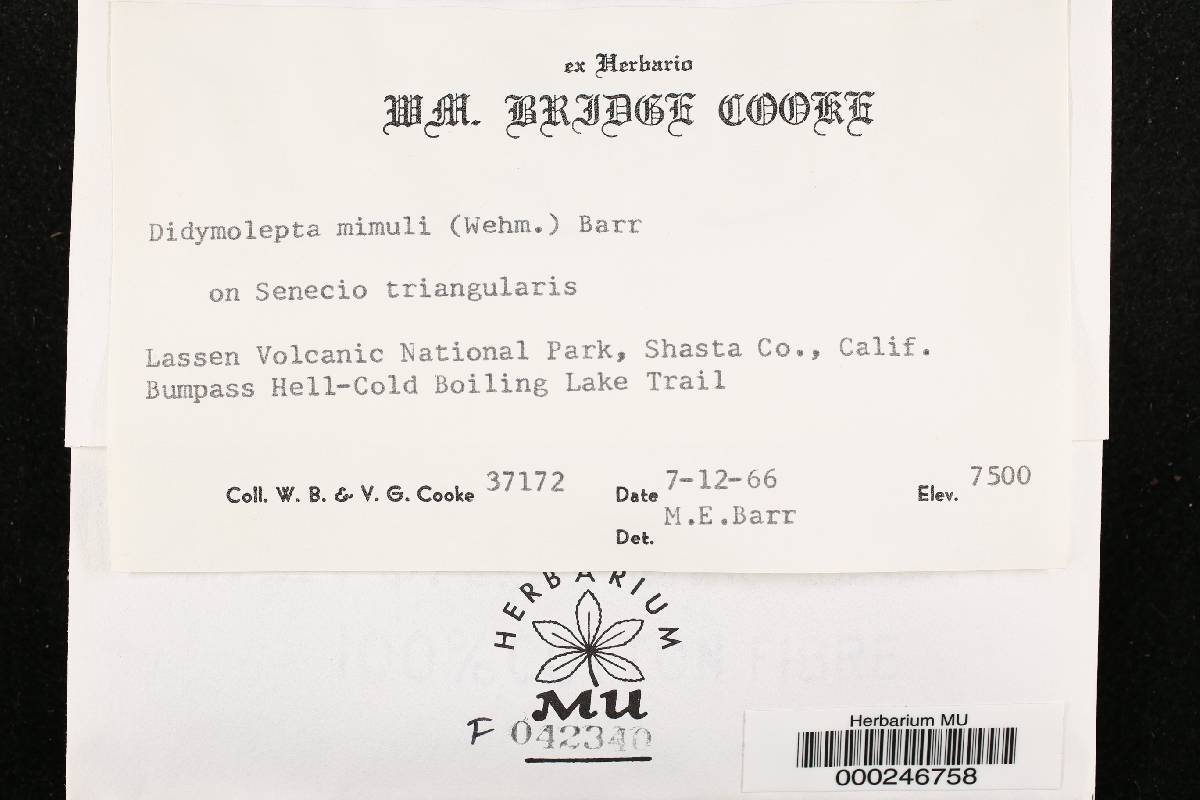 ex Herbario
WM. BRIDGE COOKE
Didymolepta mimuli (Wehm.) Barr
on Senecio triangularis
Lassen Volcanic National Park, Shasta Co., Calif.
Bumpass Hell-Cold Boiling Lake Trail
Coll. W. B. & V. G. Cooke 37172 Date 7-12-66 Elev. 7500
Det. M.E.Barr
HERBARIUM
MU
F 042340
Herbarium MU
000246758